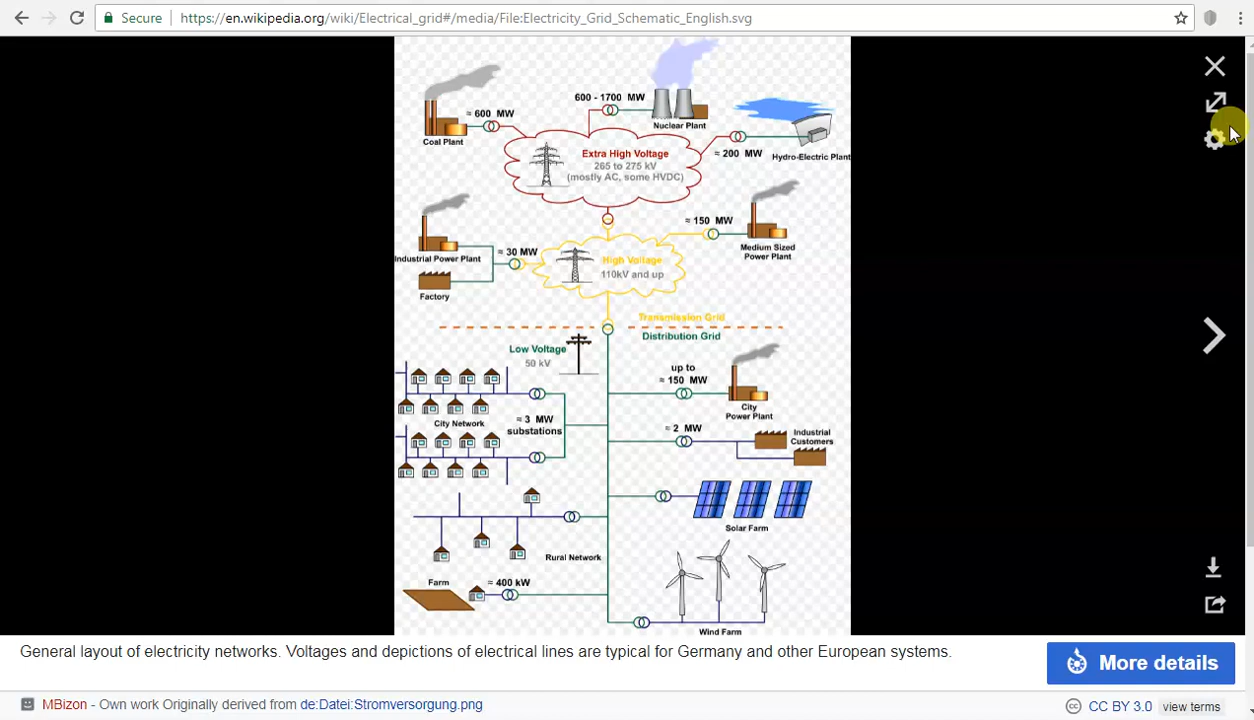 Secure
https://en.wikipedia.org/wiki/Electrical_grid#/media/File:Electricity_Grid_Schematic_English.svg
≈ 600 MW
Coal Plant
600 - 1700 MW
Nuclear Plant
≈ 200 MW
Hydro-Electric Plant
Extra High Voltage
265 to 275 kV
(mostly AC, some HVDC)
≈ 150 MW
Medium Sized
Power Plant
Industrial Power Plant
≈ 30 MW
Factory
High Voltage
110kV and up
Transmission Grid
Distribution Grid
Low Voltage
50 kV
up to
≈ 150 MW
City
Power Plant
City Network
≈ 3 MW
substations
≈ 2 MW
Industrial
Customers
Solar Farm
Rural Network
Farm
≈ 400 kW
Wind Farm
General layout of electricity networks. Voltages and depictions of electrical lines are typical for Germany and other European systems.
More details
MBizon - Own work Originally derived from de:Datei:Stromversorgung.png
CC BY 3.0 view terms